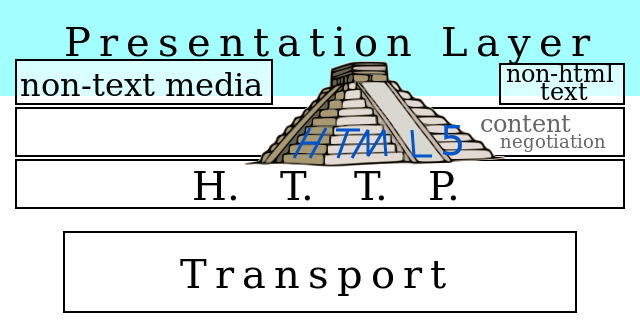 Presentation Layer
non-text media
non-html
text
HTML5
content
negotiation
H. T. T. P.
Transport